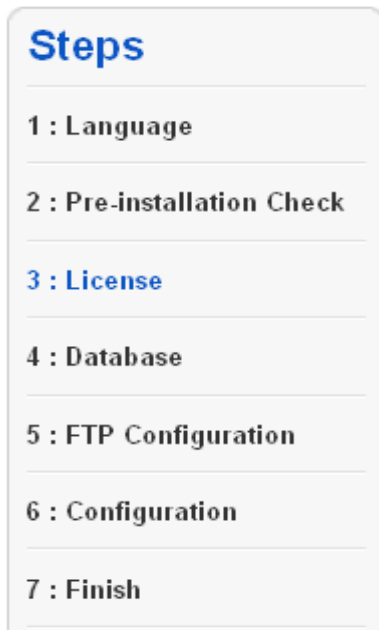 Steps
1 : Language
2 : Pre-installation Check
3 : License
4 : Database
5 : FTP Configuration
6 : Configuration
7 : Finish